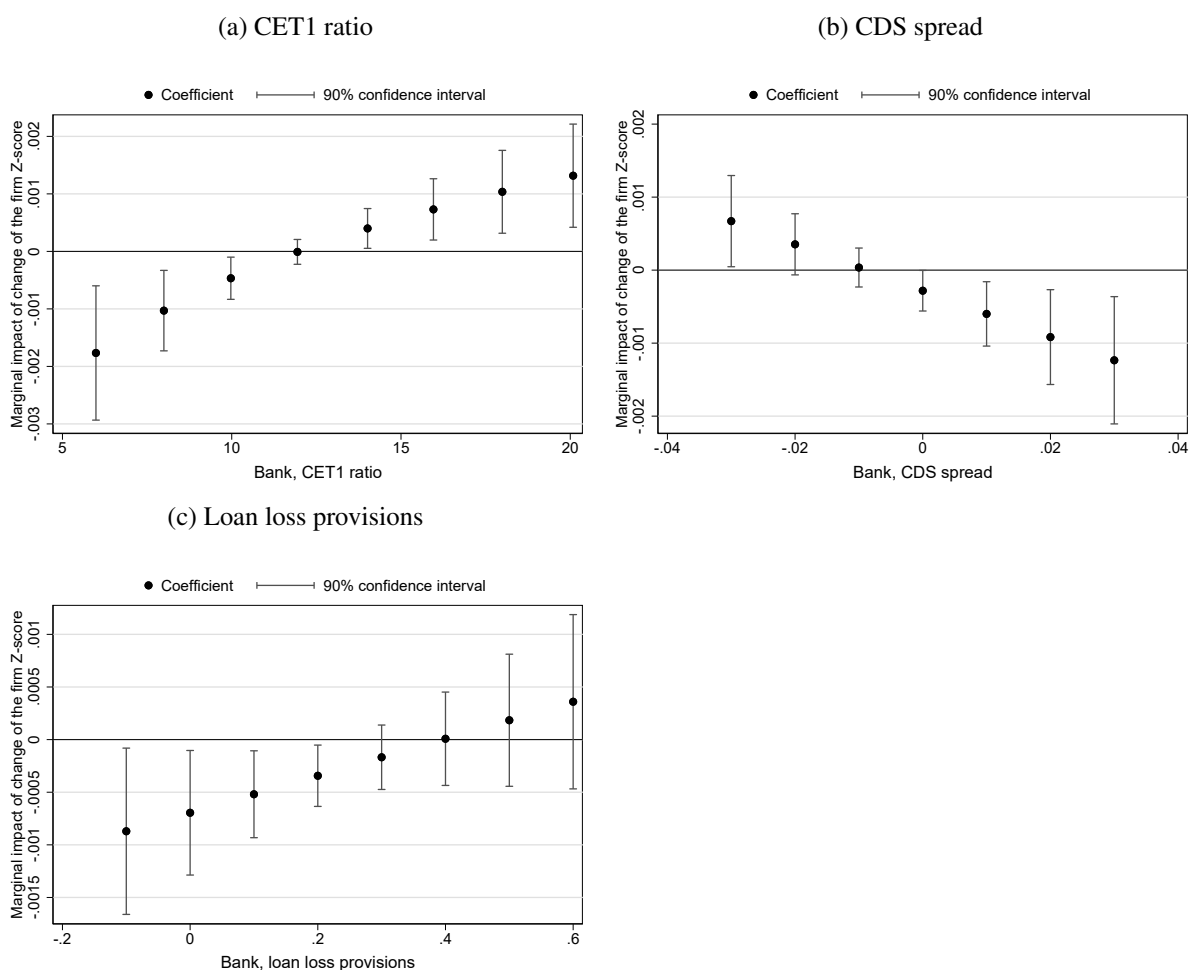 (a) CET1 ratio
Coefficient 90% confidence interval
Marginal impact of change of the firm Z-score
.002
.001
0
-.001
-.002
-.003
5 10 15 20
Bank, CET1 ratio
(b) CDS spread
Coefficient 90% confidence interval
Marginal impact of change of the firm Z-score
.002
.001
0
-.001
-.002
-.04 -.02 0 .02 .04
Bank, CDS spread
(c) Loan loss provisions
Coefficient 90% confidence interval
Marginal impact of change of the firm Z-score
.001
.0005
0
-.0005
-.001
-.0015
-.2 0 .2 .4 .6
Bank, loan loss provisions